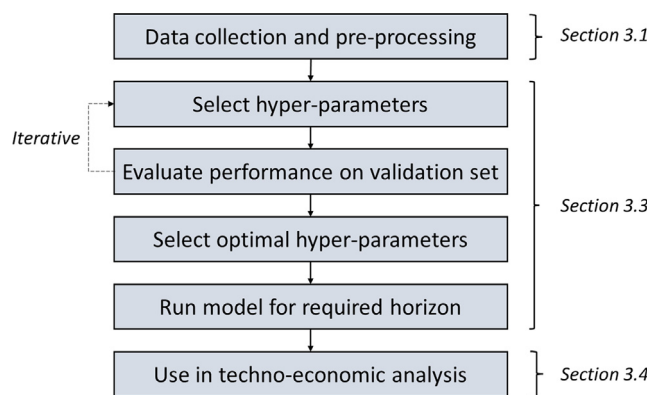 Data collection and pre-processing
Section 3.1
Select hyper-parameters
Iterative
Evaluate performance on validation set
Section 3.3
Select optimal hyper-parameters
Run model for required horizon
Use in techno-economic analysis
Section 3.4